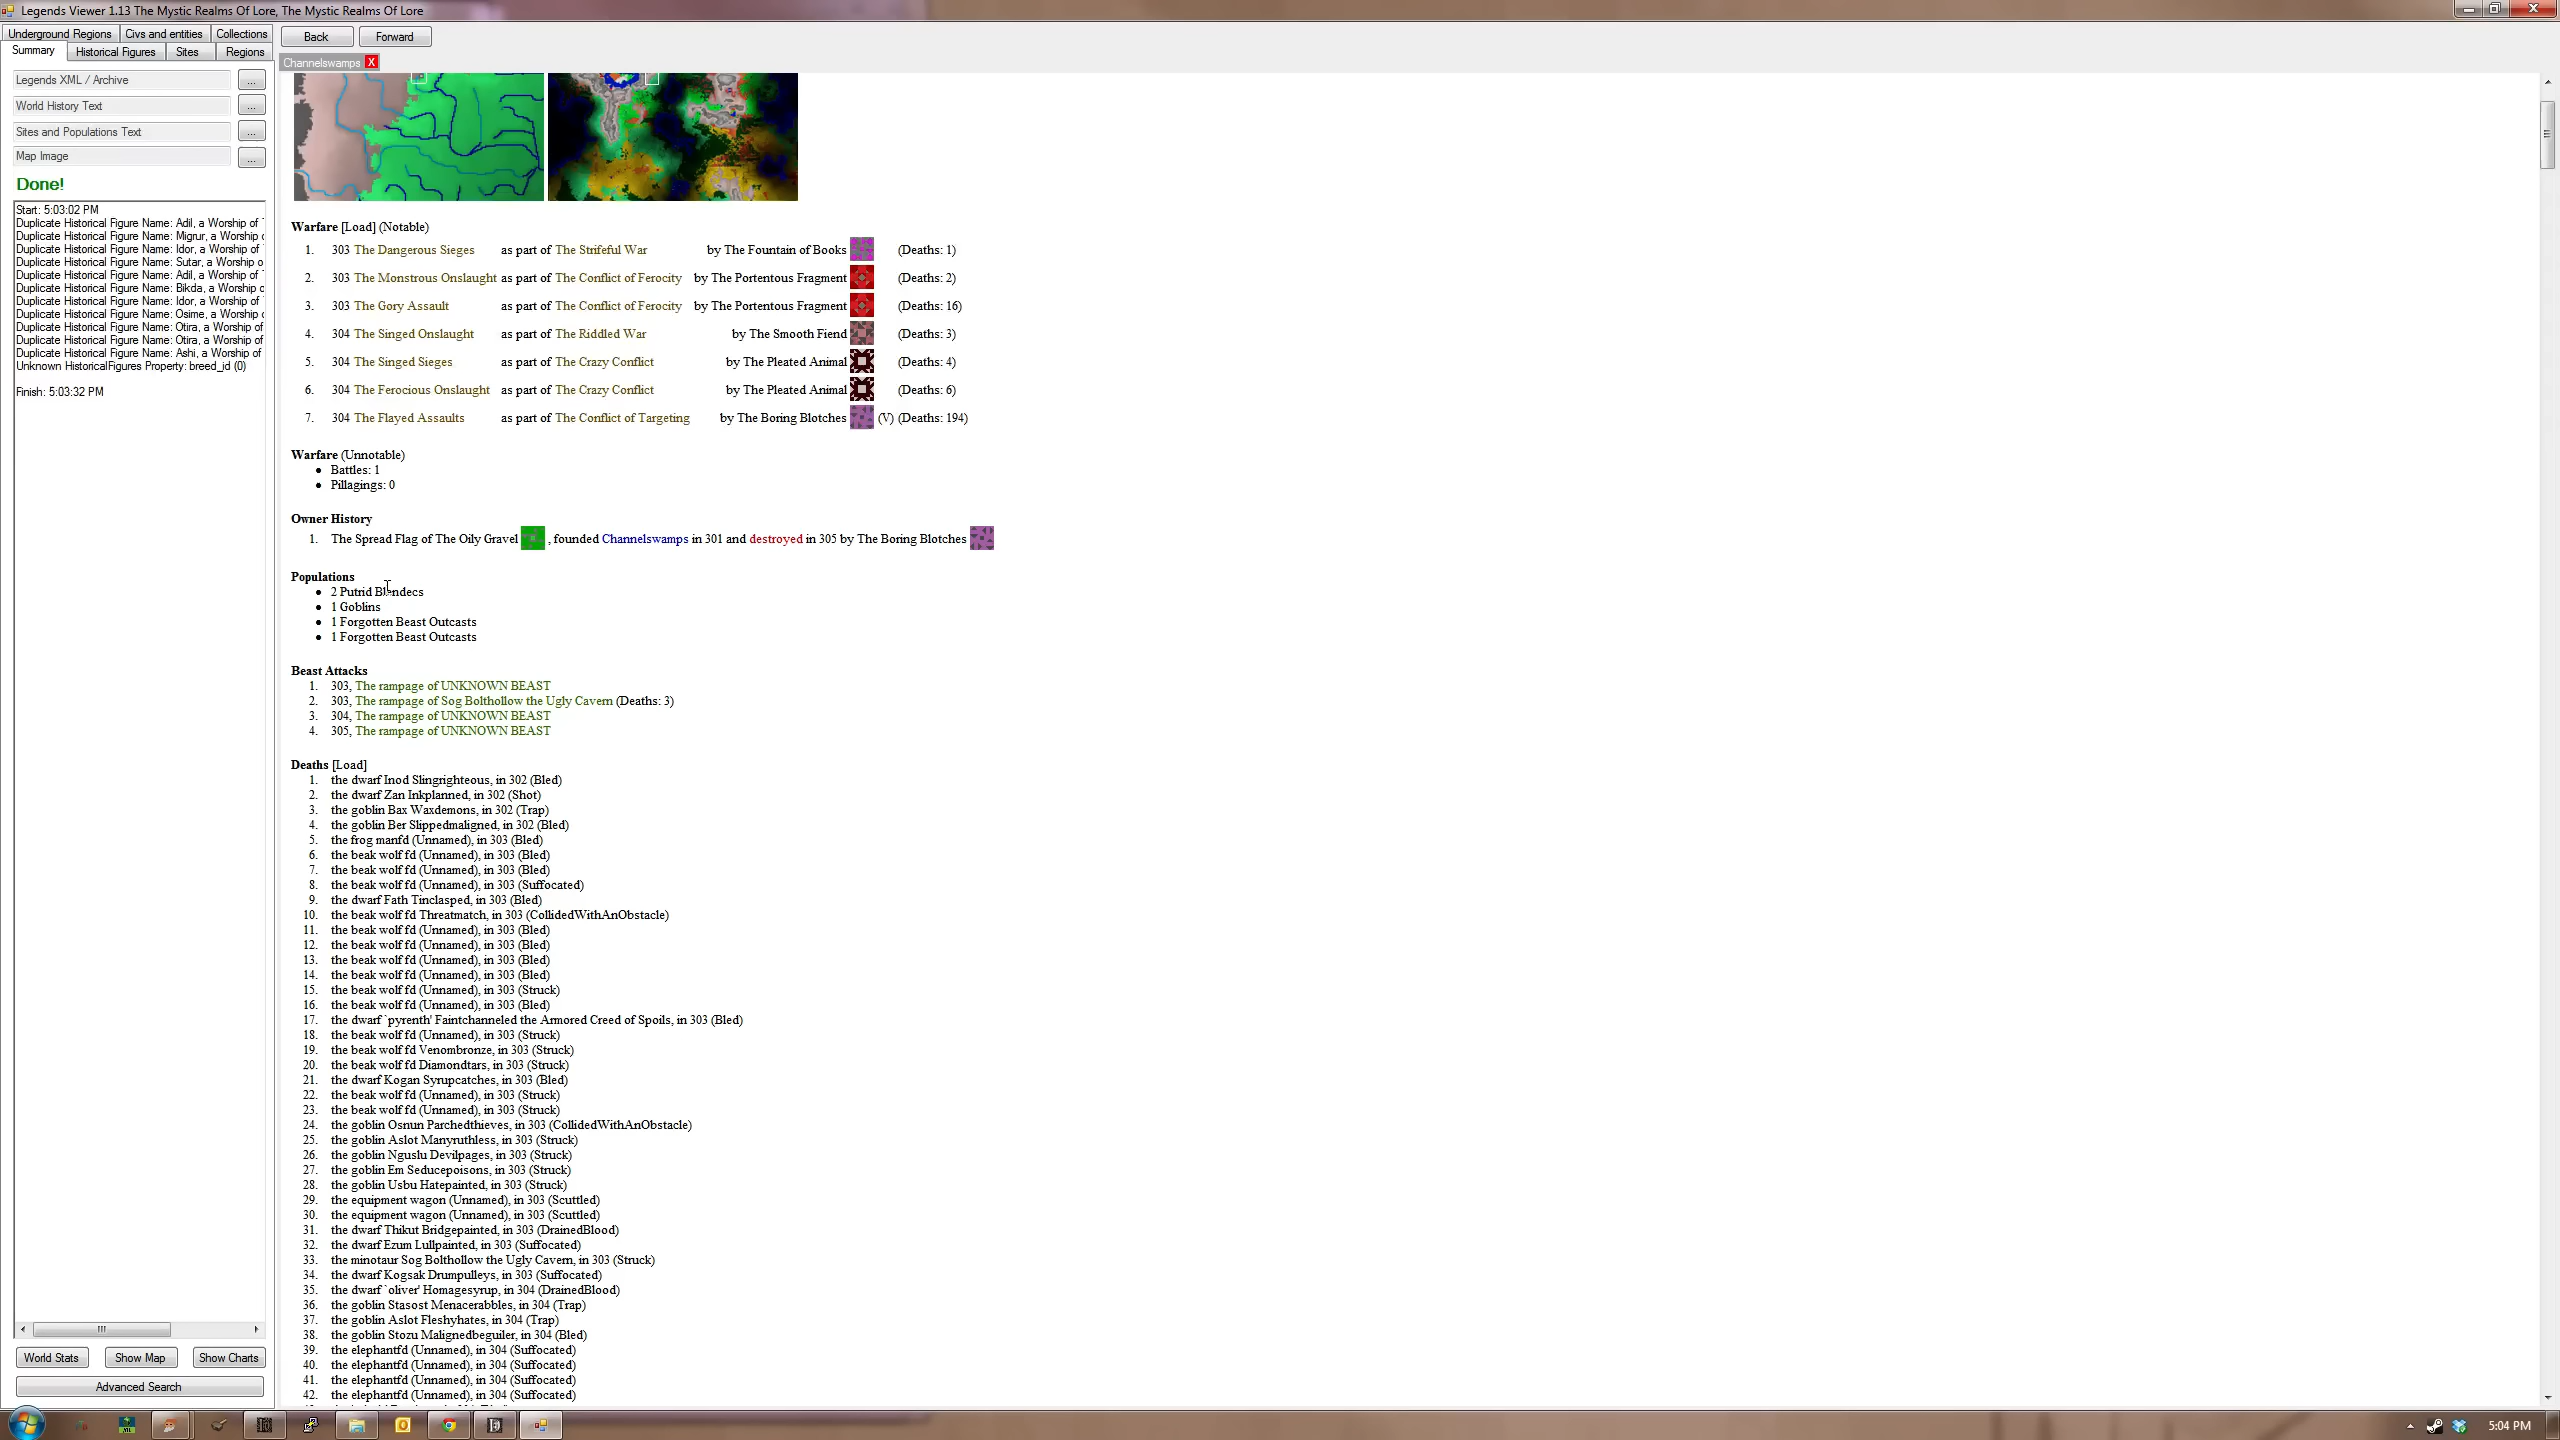 Legends Viewer 1.13 The Mystic Realms Of Lore, The Mystic Realms Of Lore
Underground Regions Civs and entities Collections
Summary Historical Figures Sites Regions
Back Forward
Channelswamps X
Legends XML / Archive ...
World History Text ...
Sites and Populations Text ...
Map Image ...
Done!
Start: 5:03:02 PM
Duplicate Historical Figure Name: Adil, a Worship of
Duplicate Historical Figure Name: Migrur, a Worship
Duplicate Historical Figure Name: Idor, a Worship of
Duplicate Historical Figure Name: Sutar, a Worship o
Duplicate Historical Figure Name: Adil, a Worship of
Duplicate Historical Figure Name: Bikda, a Worship
Duplicate Historical Figure Name: Idor, a Worship of
Duplicate Historical Figure Name: Osime, a Worship
Duplicate Historical Figure Name: Otira, a Worship of
Duplicate Historical Figure Name: Otira, a Worship of
Duplicate Historical Figure Name: Ashi, a Worship of
Unknown HistoricalFigures Property: breed_id (0)
Finish: 5:03:32 PM
World Stats Show Map Show Charts
Advanced Search
Warfare [Load] (Notable)
1. 303 The Dangerous Sieges as part of The Strifeful War by The Fountain of Books (Deaths: 1)
2. 303 The Monstrous Onslaught as part of The Conflict of Ferocity by The Portentous Fragment (Deaths: 2)
3. 303 The Gory Assault as part of The Conflict of Ferocity by The Portentous Fragment (Deaths: 16)
4. 304 The Singed Onslaught as part of The Riddled War by The Smooth Fiend (Deaths: 3)
5. 304 The Singed Sieges as part of The Crazy Conflict by The Pleated Animal (Deaths: 4)
6. 304 The Ferocious Onslaught as part of The Crazy Conflict by The Pleated Animal (Deaths: 6)
7. 304 The Flayed Assaults as part of The Conflict of Targeting by The Boring Blotches (V) (Deaths: 194)
Warfare (Unnotable)
Battles: 1
Pillagings: 0
Owner History
1. The Spread Flag of The Oily Gravel , founded Channelswamps in 301 and destroyed in 305 by The Boring Blotches
Populations
2 Putrid Blendecs
1 Goblins
1 Forgotten Beast Outcasts
1 Forgotten Beast Outcasts
Beast Attacks
1. 303, The rampage of UNKNOWN BEAST
2. 303, The rampage of Sog Bolthollow the Ugly Cavern (Deaths: 3)
3. 304, The rampage of UNKNOWN BEAST
4. 305, The rampage of UNKNOWN BEAST
Deaths [Load]
1. the dwarf Inod Slingrighteous, in 302 (Bled)
2. the dwarf Zan Inkplanned, in 302 (Shot)
3. the goblin Bax Waxdemons, in 302 (Trap)
4. the goblin Ber Slippedmaligned, in 302 (Bled)
5. the frog manfd (Unnamed), in 303 (Bled)
6. the beak wolf fd (Unnamed), in 303 (Bled)
7. the beak wolf fd (Unnamed), in 303 (Bled)
8. the beak wolf fd (Unnamed), in 303 (Suffocated)
9. the dwarf Fath Tinclasped, in 303 (Bled)
10. the beak wolf fd Threatmatch, in 303 (CollidedWithAnObstacle)
11. the beak wolf fd (Unnamed), in 303 (Bled)
12. the beak wolf fd (Unnamed), in 303 (Bled)
13. the beak wolf fd (Unnamed), in 303 (Bled)
14. the beak wolf fd (Unnamed), in 303 (Bled)
15. the beak wolf fd (Unnamed), in 303 (Struck)
16. the beak wolf fd (Unnamed), in 303 (Bled)
17. the dwarf `pyrenth' Faintchanneled the Armored Creed of Spoils, in 303 (Bled)
18. the beak wolf fd (Unnamed), in 303 (Struck)
19. the beak wolf fd Venombronze, in 303 (Struck)
20. the beak wolf fd Diamondtars, in 303 (Struck)
21. the dwarf Kogan Syrupcatches, in 303 (Bled)
22. the beak wolf fd (Unnamed), in 303 (Struck)
23. the beak wolf fd (Unnamed), in 303 (Struck)
24. the goblin Osnun Parchedthieves, in 303 (CollidedWithAnObstacle)
25. the goblin Aslot Manyruthless, in 303 (Struck)
26. the goblin Nguslu Devilpages, in 303 (Struck)
27. the goblin Em Seducepoisons, in 303 (Struck)
28. the goblin Usbu Hatepainted, in 303 (Struck)
29. the equipment wagon (Unnamed), in 303 (Scuttled)
30. the equipment wagon (Unnamed), in 303 (Scuttled)
31. the dwarf Thikut Bridgepainted, in 303 (DrainedBlood)
32. the dwarf Ezum Lullpainted, in 303 (Suffocated)
33. the minotaur Sog Bolthollow the Ugly Cavern, in 303 (Struck)
34. the dwarf Kogsak Drumpulleys, in 303 (Suffocated)
35. the dwarf `oliver' Homagesyrup, in 304 (DrainedBlood)
36. the goblin Stasost Menacerabbles, in 304 (Trap)
37. the goblin Aslot Fleshyhates, in 304 (Trap)
38. the goblin Stozu Malignedbeguiler, in 304 (Bled)
39. the elephantfd (Unnamed), in 304 (Suffocated)
40. the elephantfd (Unnamed), in 304 (Suffocated)
41. the elephantfd (Unnamed), in 304 (Suffocated)
42. the elephantfd (Unnamed), in 304 (Suffocated)
5:04 PM